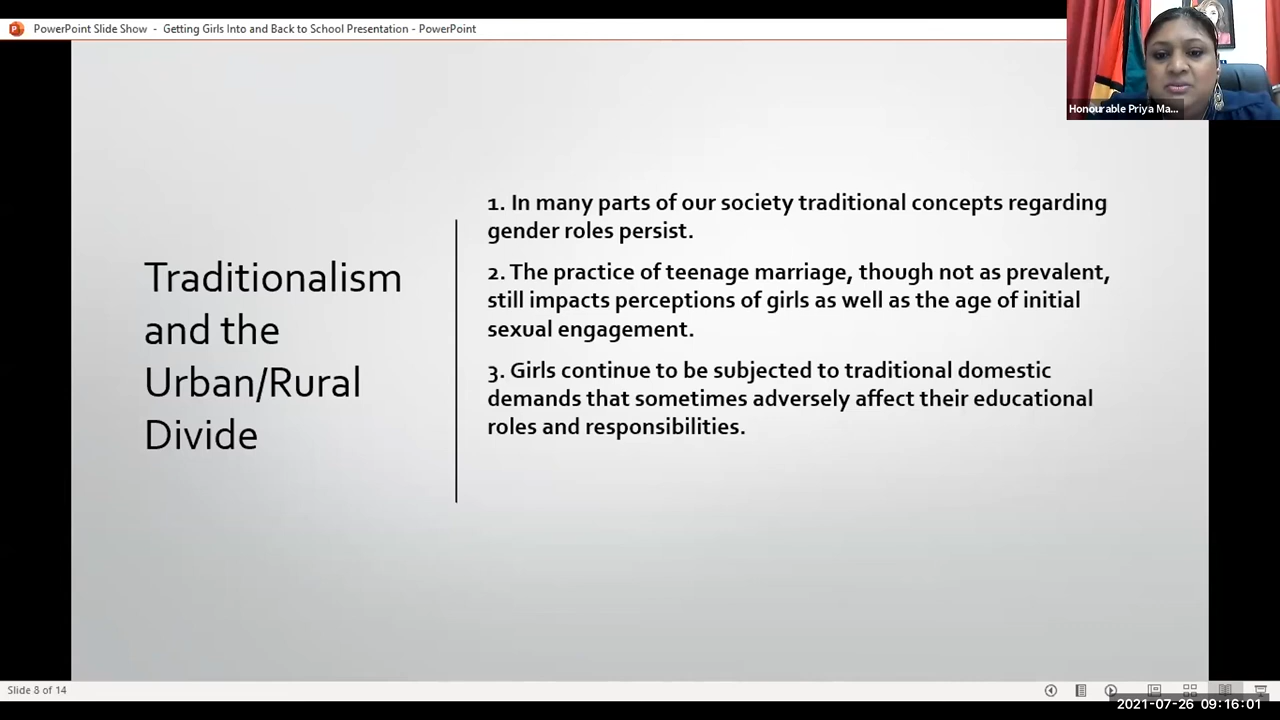 PowerPoint Slide Show - Getting Girls Into and Back to School Presentation - PowerPoint
Honourable Priya Ma...
Traditionalism
and the
Urban/Rural
Divide
1. In many parts of our society traditional concepts regarding
gender roles persist.
2. The practice of teenage marriage, though not as prevalent,
still impacts perceptions of girls as well as the age of initial
sexual engagement.
3. Girls continue to be subjected to traditional domestic
demands that sometimes adversely affect their educational
roles and responsibilities.
Slide 8 of 14
2021-07-26 09:16:01